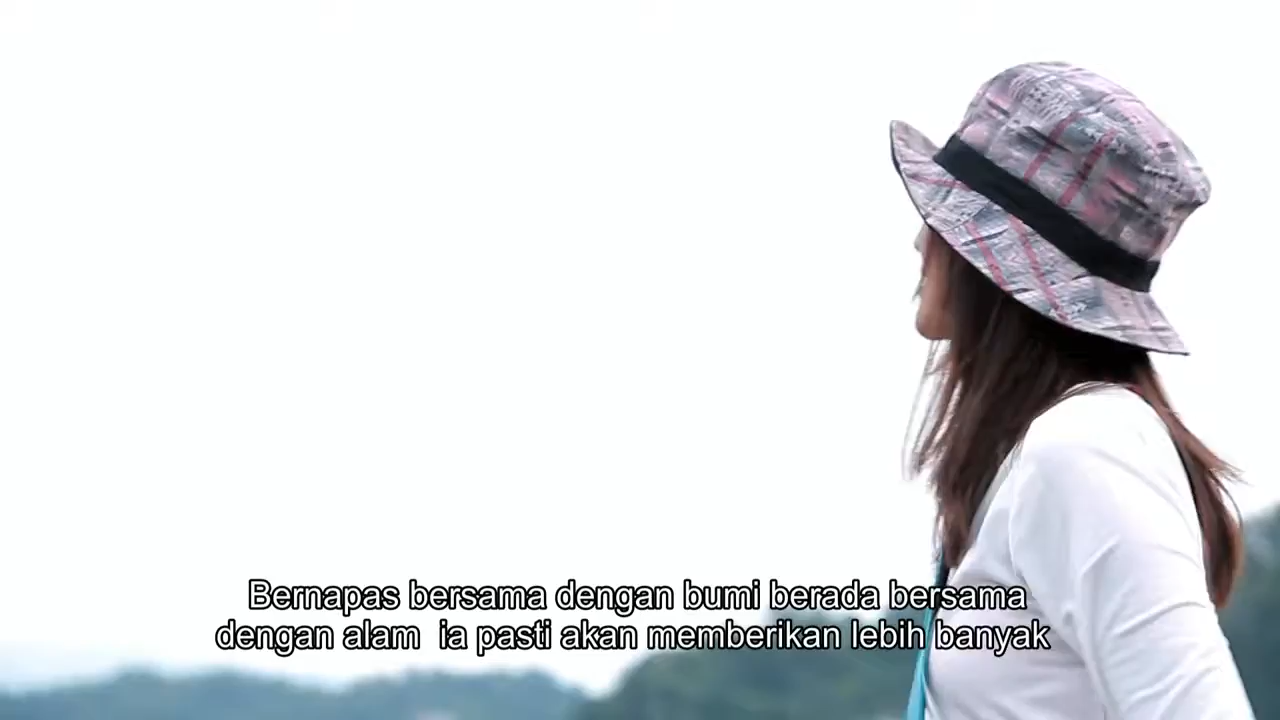 Bernapas bersama dengan bumi berada bersama
dengan alam  ia pasti akan memberikan lebih banyak